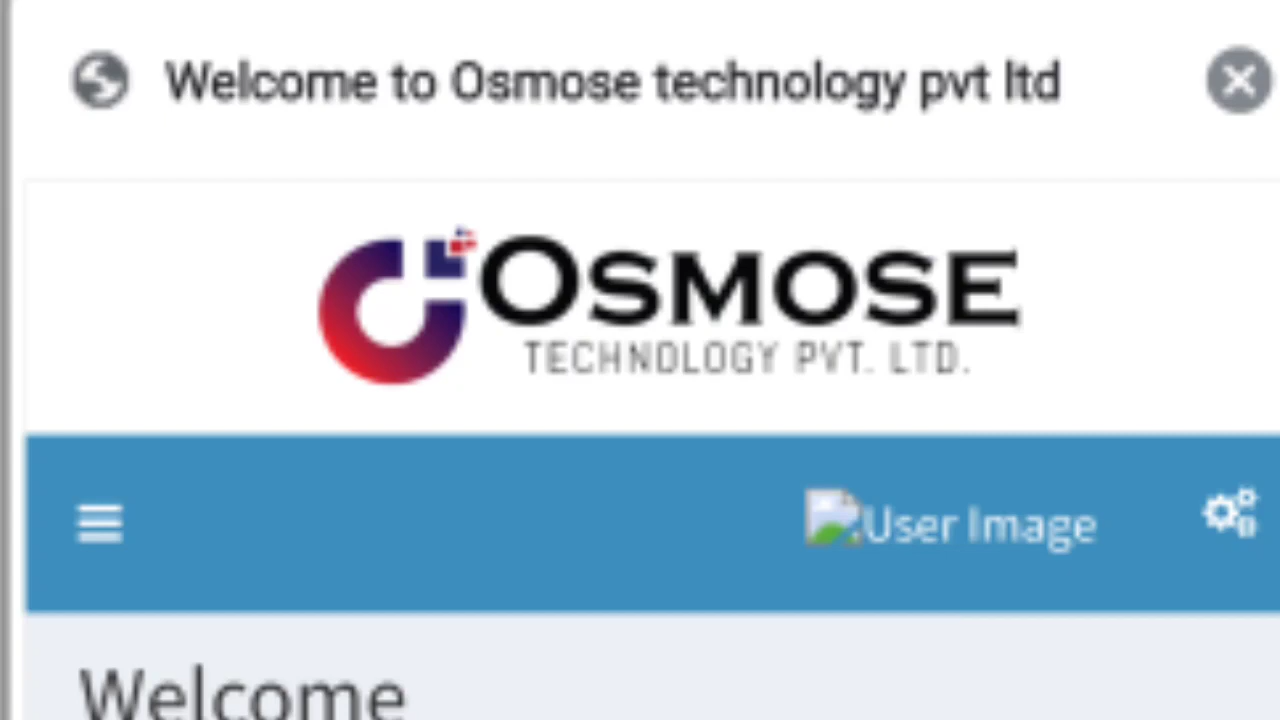 Welcome to Osmose technology pvt ltd
OSMOSE
TECHNOLOGY PVT. LTD.
User Image
Welcome